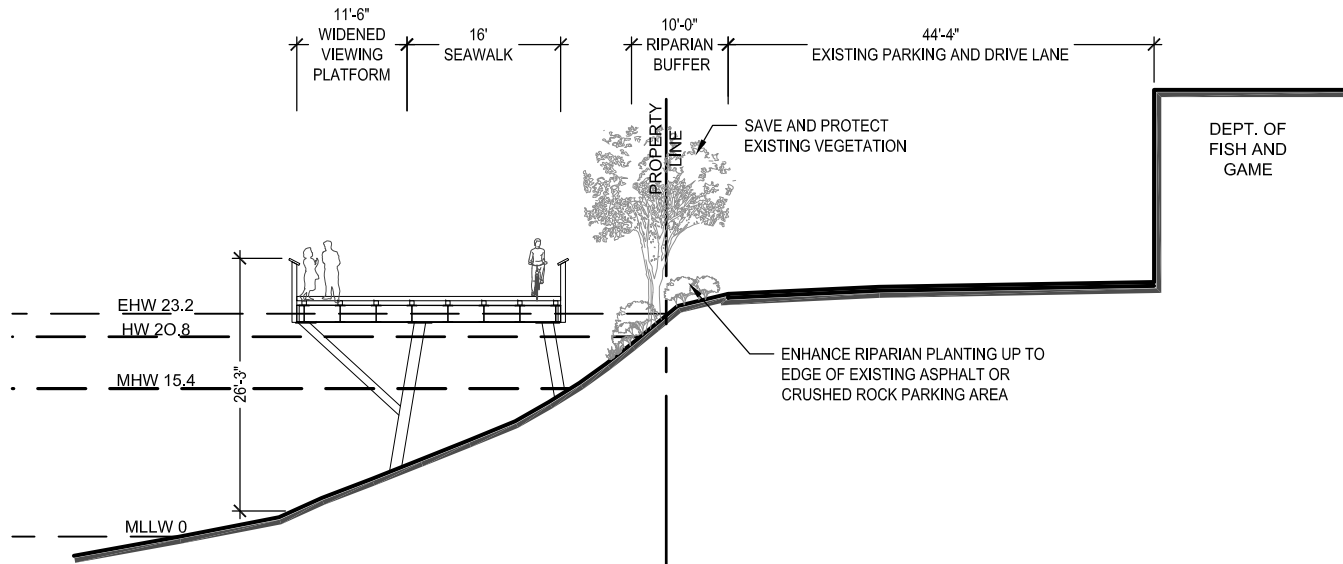 11'-6"
WIDENED
VIEWING
PLATFORM
16'
SEAWALK
10'-0"
RIPARIAN
BUFFER
44'-4"
EXISTING PARKING AND DRIVE LANE
PROPERTY
LINE
SAVE AND PROTECT
EXISTING VEGETATION
DEPT. OF
FISH AND
GAME
EHW 23.2
HW 2O.8
MHW 15.4
26'-3"
ENHANCE RIPARIAN PLANTING UP TO
EDGE OF EXISTING ASPHALT OR
CRUSHED ROCK PARKING AREA
MLLW 0